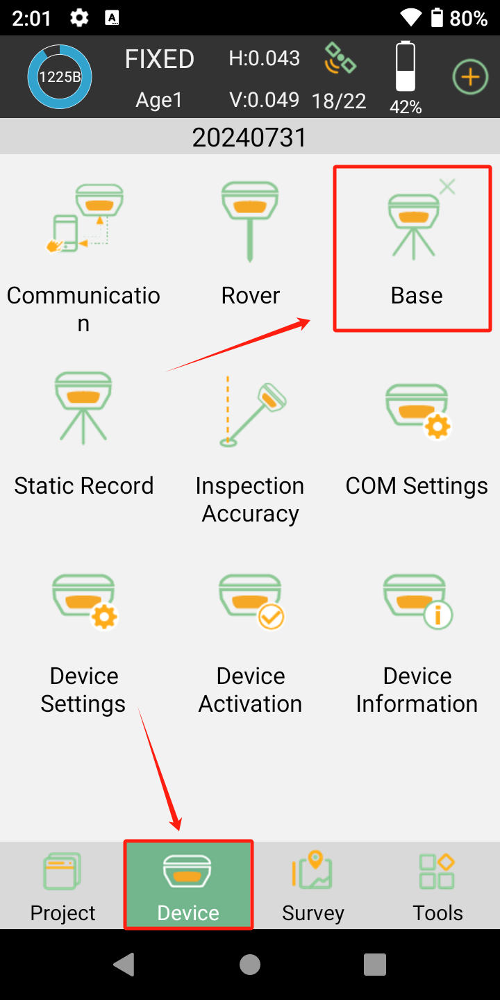 2:01 A 80%
1225B FIXED H:0.043
Age1 V:0.049 18/22 42%
20240731
Communicatio
n
Rover
Base
Static Record
Inspection
Accuracy
COM Settings
Device
Settings
Device
Activation
Device
Information
Project
Device
Survey
Tools